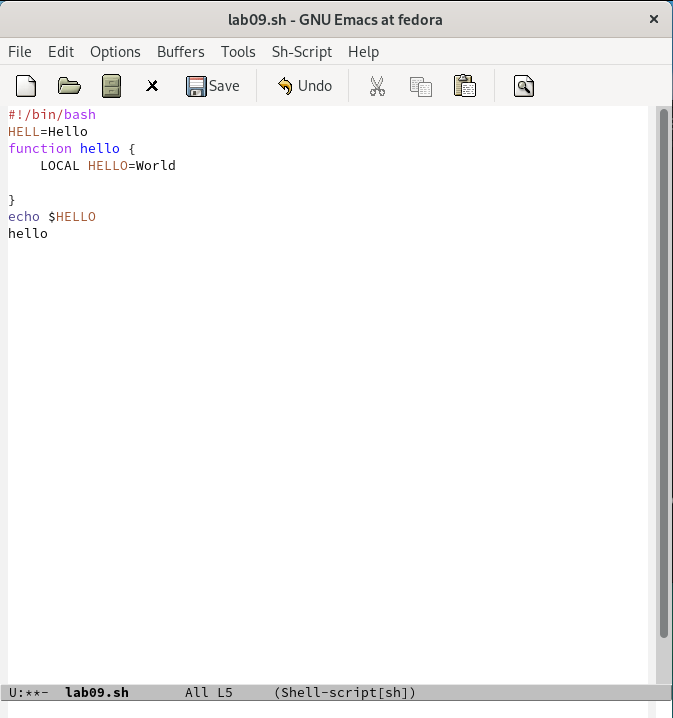 lab09.sh - GNU Emacs at fedora
File Edit Options Buffers Tools Sh-Script Help
Save Undo
#!/bin/bash
HELL=Hello
function hello {
    LOCAL HELLO=World
}
echo $HELLO
hello
U:**- lab09.sh All L5 (Shell-script[sh])